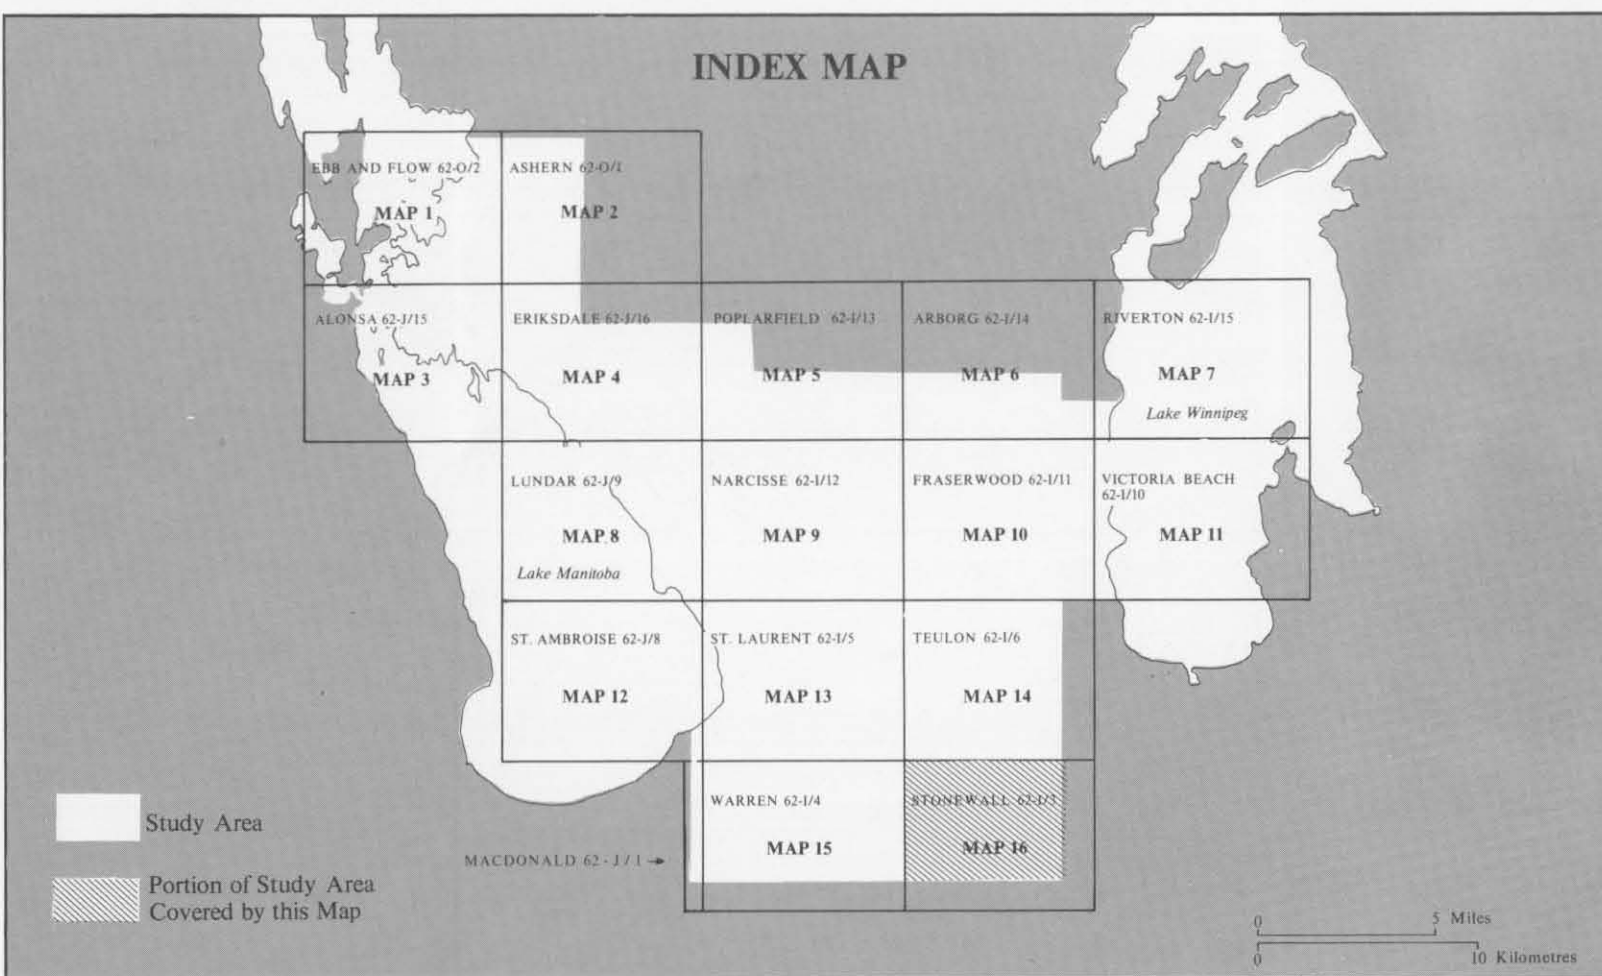 INDEX MAP
EBB AND FLOW 62-O/2
MAP 1
ASHERN 62-O/1
MAP 2
ALONSA 62-J/15
MAP 3
ERIKSDALE 62-J/16
MAP 4
POPLARFIELD 62-I/13
MAP 5
ARBORG 62-I/14
MAP 6
RIVERTON 62-I/15
MAP 7
Lake Winnipeg
LUNDAR 62-J/9
MAP 8
Lake Manitoba
NARCISSE 62-I/12
MAP 9
FRASERWOOD 62-I/11
MAP 10
VICTORIA BEACH
62-I/10
MAP 11
ST. AMBROISE 62-J/8
MAP 12
ST. LAURENT 62-I/5
MAP 13
TEULON 62-I/6
MAP 14
WARREN 62-I/4
MAP 15
STONEWALL 62-I/3
MAP 16
MACDONALD 62-J/1
Study Area
Portion of Study Area
Covered by this Map
0 5 Miles
0 10 Kilometres